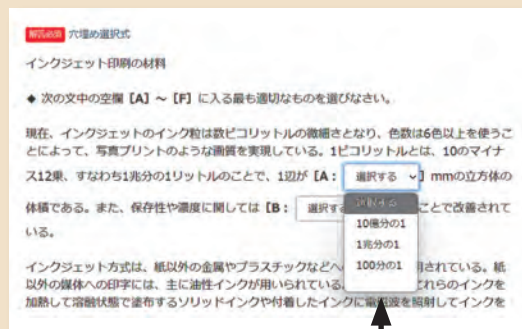 解答必須 穴埋め選択式
インクジェット印刷の材料
◆ 次の文中の空欄【A】～【F】に入る最も適切なものを選びなさい。
現在、インクジェットのインク粒は数ピコリットルの微細さとなり、色数は6色以上を使うこ
とによって、写真プリントのような画質を実現している。1ピコリットルとは、10のマイナ
ス12乗、すなわち1兆分の1リットルのことで、1辺が【A： 選択する 】mmの立方体の
体積である。また、保存性や濃度に関しては【B： 選択す ことで改善されて
いる。
選択する
10億分の1
1兆分の1
100分の1
インクジェット方式は、紙以外の金属やプラスチックなどへ 用されている。紙
以外の媒体への印字には、主に油性インクが用いられている れらのインクを
加熱して溶融状態で塗布するソリッドインクや付着したインクに電磁波を照射してインクを